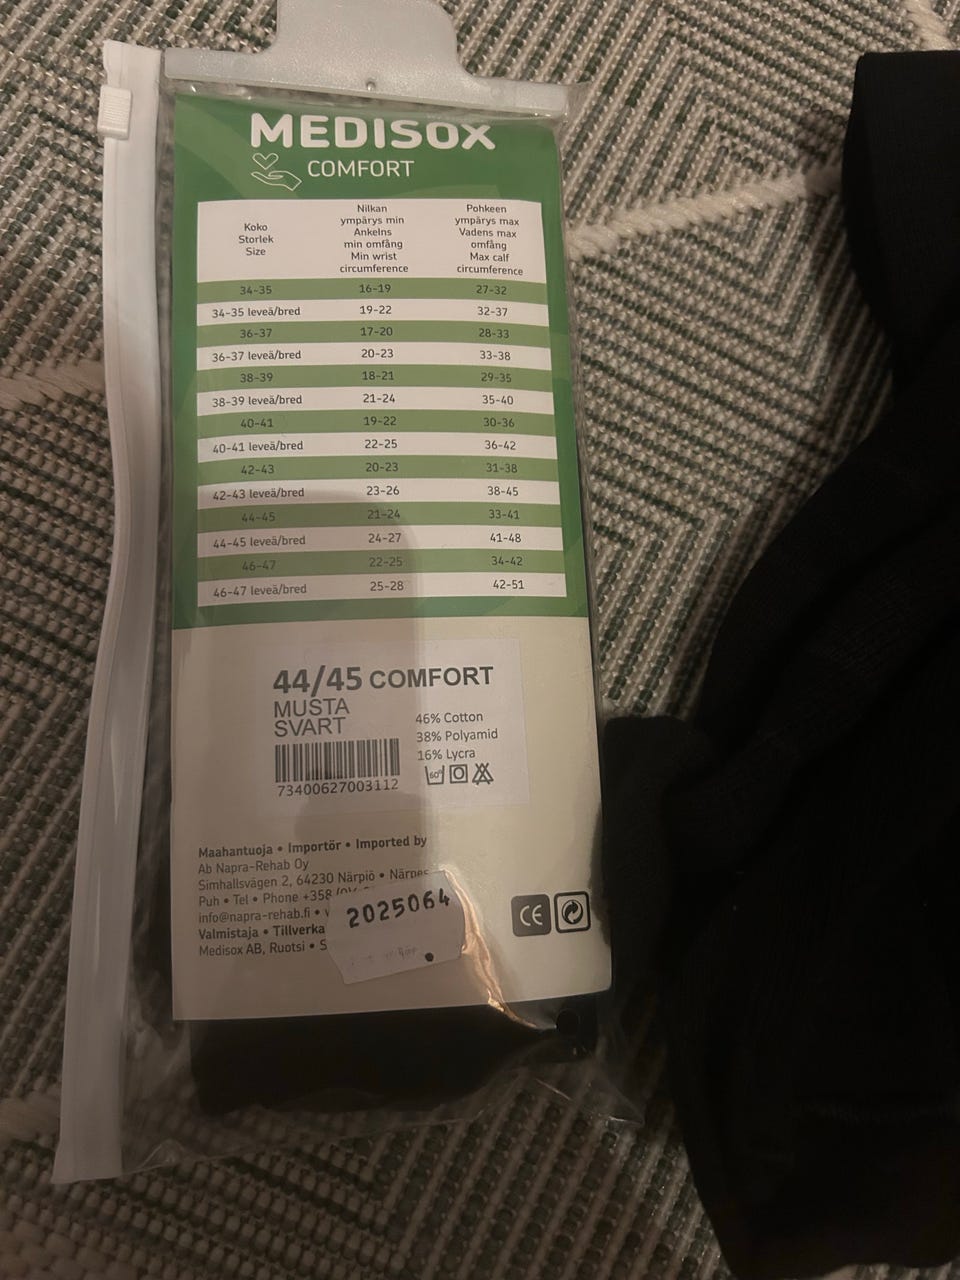 MEDISOX
COMFORT
Koko
Storlek
Size
Nilkan
ympärys min
Ankelns
min omfång
Min wrist
circumference
Pohkeen
ympärys max
Vadens max
omfång
Max calf
circumference
34-35 16-19 27-32
34-35 leveä/bred 19-22 32-37
36-37 17-20 28-33
36-37 leveä/bred 20-23 33-38
38-39 18-21 29-35
38-39 leveä/bred 21-24 35-40
40-41 19-22 30-36
40-41 leveä/bred 22-25 36-42
42-43 20-23 31-38
42-43 leveä/bred 23-26 38-45
44-45 21-24 33-41
44-45 leveä/bred 24-27 41-48
46-47 22-25 34-42
46-47 leveä/bred 25-28 42-51
44/45 COMFORT
MUSTA
SVART
46% Cotton
38% Polyamid
16% Lycra
60°
73400627003112
Maahantuoja • Importör • Imported by
Ab Napra-Rehab Oy
Simhallsvägen 2, 64230 Närpiö • Närpes
Puh • Tel • Phone +358
info@napra-rehab.fi •
Valmistaja • Tillverka
Medisox AB, Ruotsi • S
2025064
CE